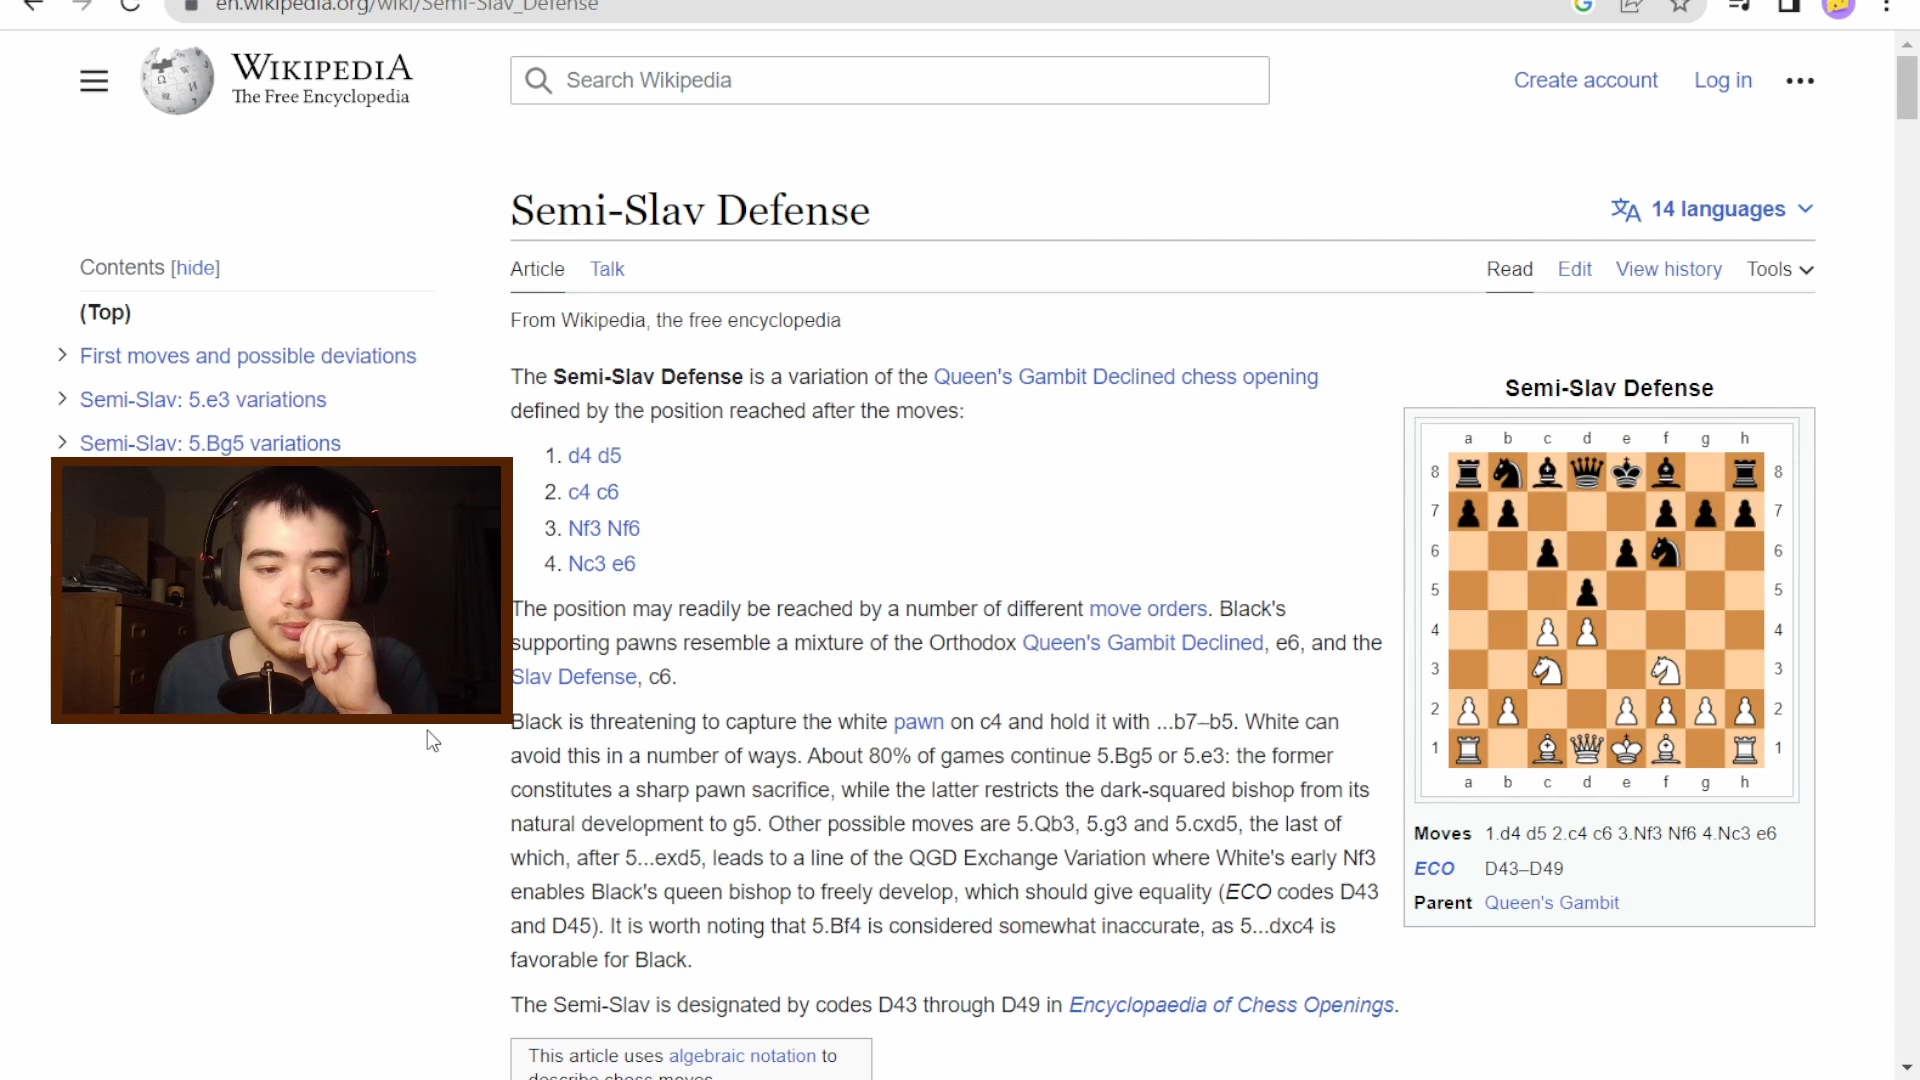 en.wikipedia.org/wiki/Semi-Slav_Defense
WIKIPEDIA
The Free Encyclopedia
Search Wikipedia
Create account Log in
Semi-Slav Defense
14 languages
Contents [hide]
(Top)
First moves and possible deviations
Semi-Slav: 5.e3 variations
Semi-Slav: 5.Bg5 variations
Article Talk
Read Edit View history Tools
From Wikipedia, the free encyclopedia
The Semi-Slav Defense is a variation of the Queen's Gambit Declined chess opening
defined by the position reached after the moves:
1. d4 d5
2. c4 c6
3. Nf3 Nf6
4. Nc3 e6
The position may readily be reached by a number of different move orders. Black's
supporting pawns resemble a mixture of the Orthodox Queen's Gambit Declined, e6, and the
Slav Defense, c6.
Black is threatening to capture the white pawn on c4 and hold it with ...b7–b5. White can
avoid this in a number of ways. About 80% of games continue 5.Bg5 or 5.e3: the former
constitutes a sharp pawn sacrifice, while the latter restricts the dark-squared bishop from its
natural development to g5. Other possible moves are 5.Qb3, 5.g3 and 5.cxd5, the last of
which, after 5...exd5, leads to a line of the QGD Exchange Variation where White's early Nf3
enables Black's queen bishop to freely develop, which should give equality (ECO codes D43
and D45). It is worth noting that 5.Bf4 is considered somewhat inaccurate, as 5...dxc4 is
favorable for Black.
The Semi-Slav is designated by codes D43 through D49 in Encyclopaedia of Chess Openings.
This article uses algebraic notation to
describe chess moves.
Semi-Slav Defense
a b c d e f g h
8 8
7 7
6 6
5 5
4 4
3 3
2 2
1 1
a b c d e f g h
Moves 1.d4 d5 2.c4 c6 3.Nf3 Nf6 4.Nc3 e6
ECO D43–D49
Parent Queen's Gambit